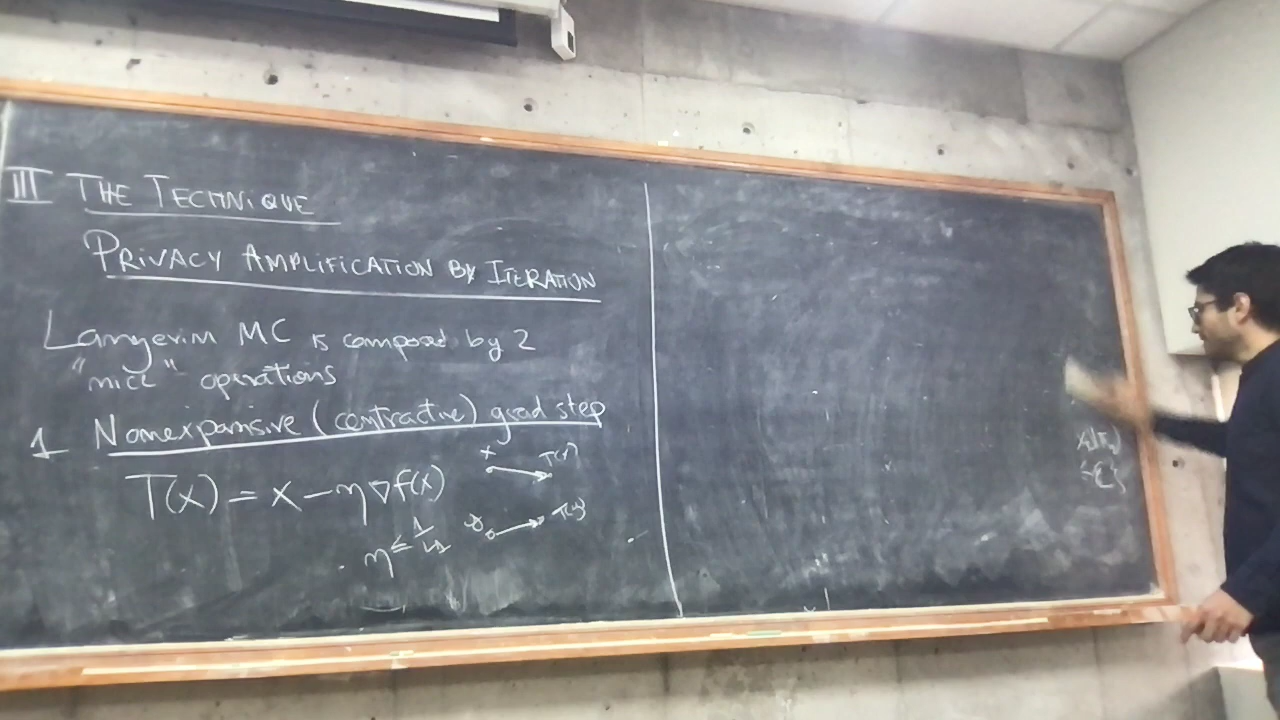 III THE TECHNIQUE
PRIVACY AMPLIFICATION BY ITERATION
Langevin MC is composed by 2
"nice" operations
1 Nonexpansive (contractive) grad step
T(x) = x − η∇f(x)
x T(x)
y T(y)
η ≤ 1/